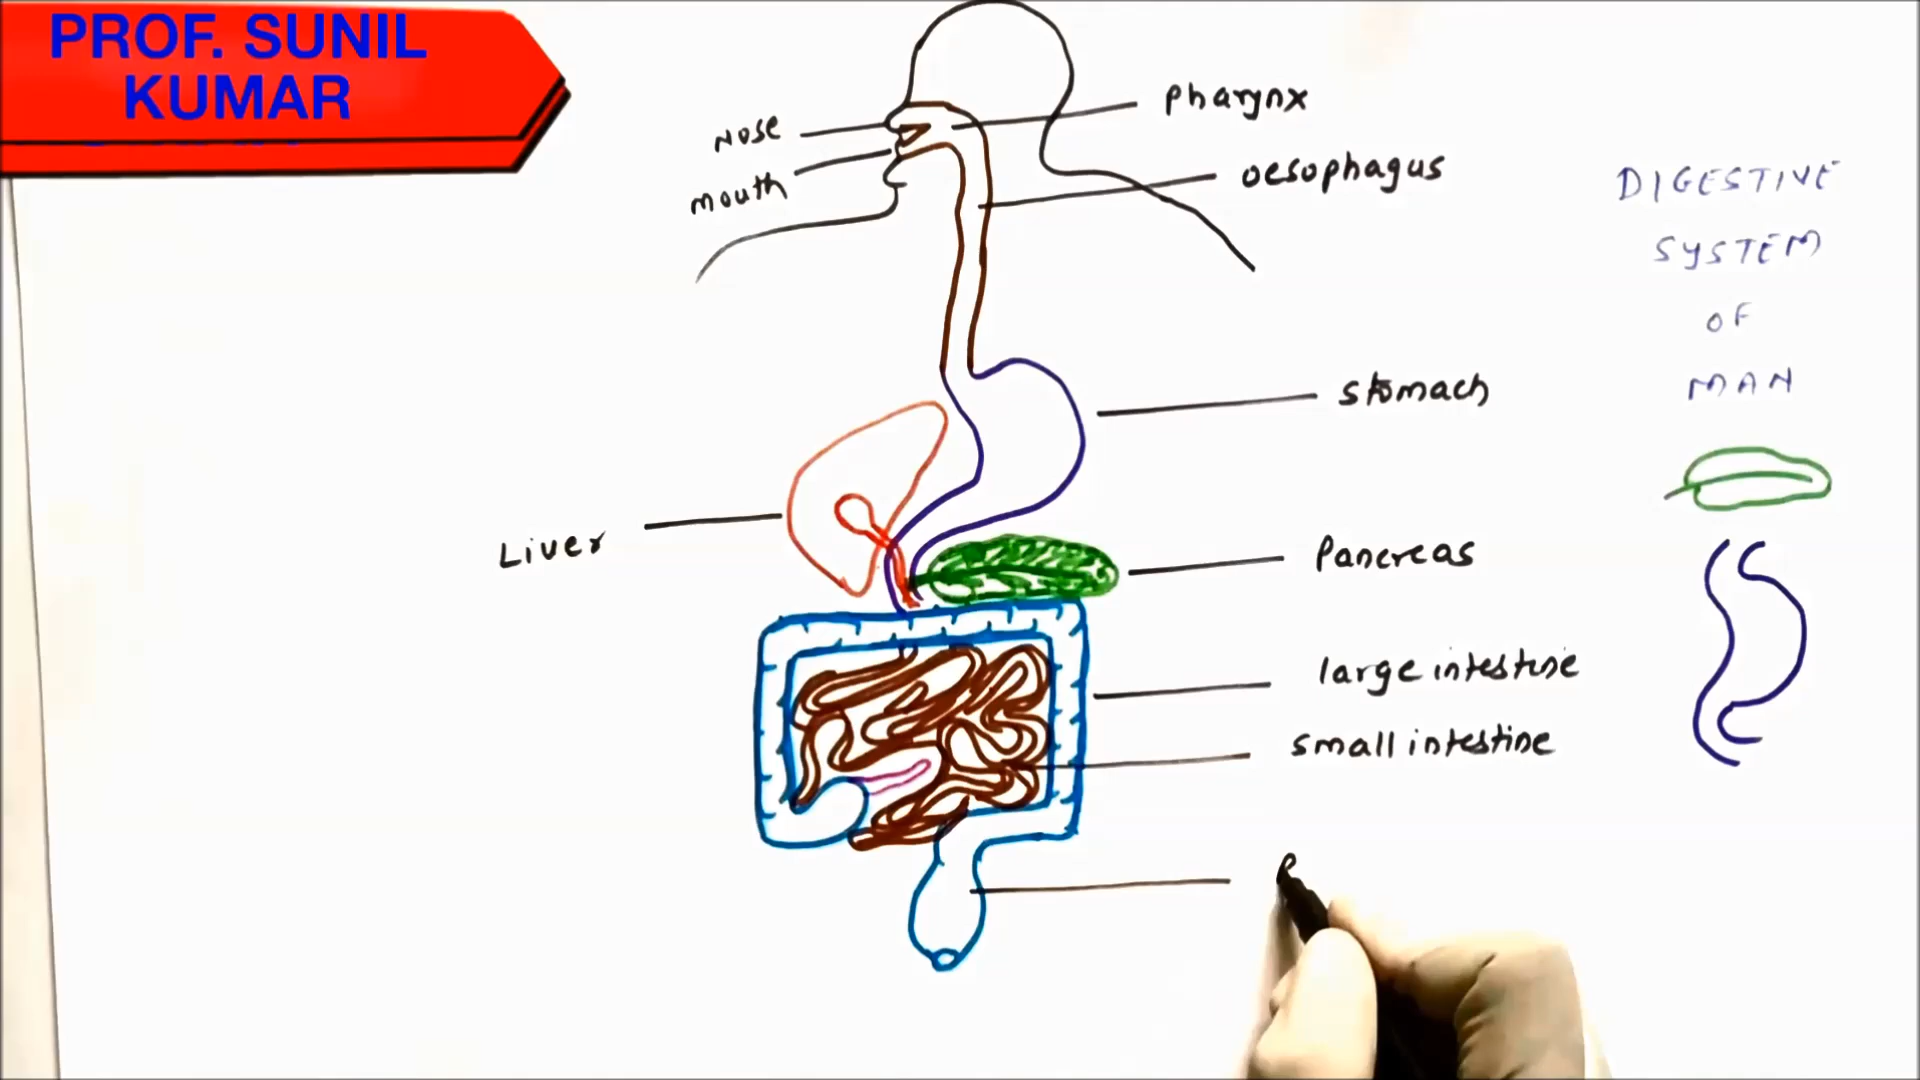 PROF. SUNIL
KUMAR
Nose
mouth
Pharynx
oesophagus
DIGESTIVE
SYSTEM
OF
MAN
stomach
Liver
Pancreas
large intestine
small intestine